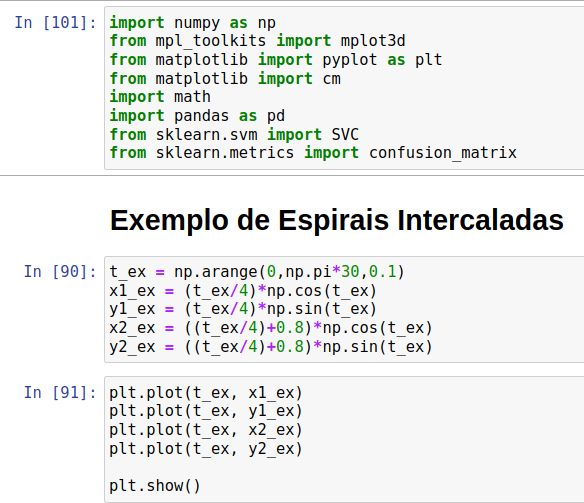 In [101]: import numpy as np
from mpl_toolkits import mplot3d
from matplotlib import pyplot as plt
from matplotlib import cm
import math
import pandas as pd
from sklearn.svm import SVC
from sklearn.metrics import confusion_matrix
Exemplo de Espirais Intercaladas
In [90]: t_ex = np.arange(0,np.pi*30,0.1)
x1_ex = (t_ex/4)*np.cos(t_ex)
y1_ex = (t_ex/4)*np.sin(t_ex)
x2_ex = ((t_ex/4)+0.8)*np.cos(t_ex)
y2_ex = ((t_ex/4)+0.8)*np.sin(t_ex)
In [91]: plt.plot(t_ex, x1_ex)
plt.plot(t_ex, y1_ex)
plt.plot(t_ex, x2_ex)
plt.plot(t_ex, y2_ex)
plt.show()